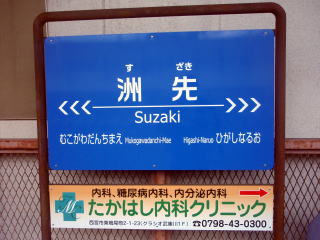 す ざき
洲 先
Suzaki
むこがわだんちまえ Mukogawadanchi-Mae Higashi-Naruo ひがしなるお
内科、糖尿病内科、内分泌内科
M たかはし内科クリニック
☎0798-43-0300